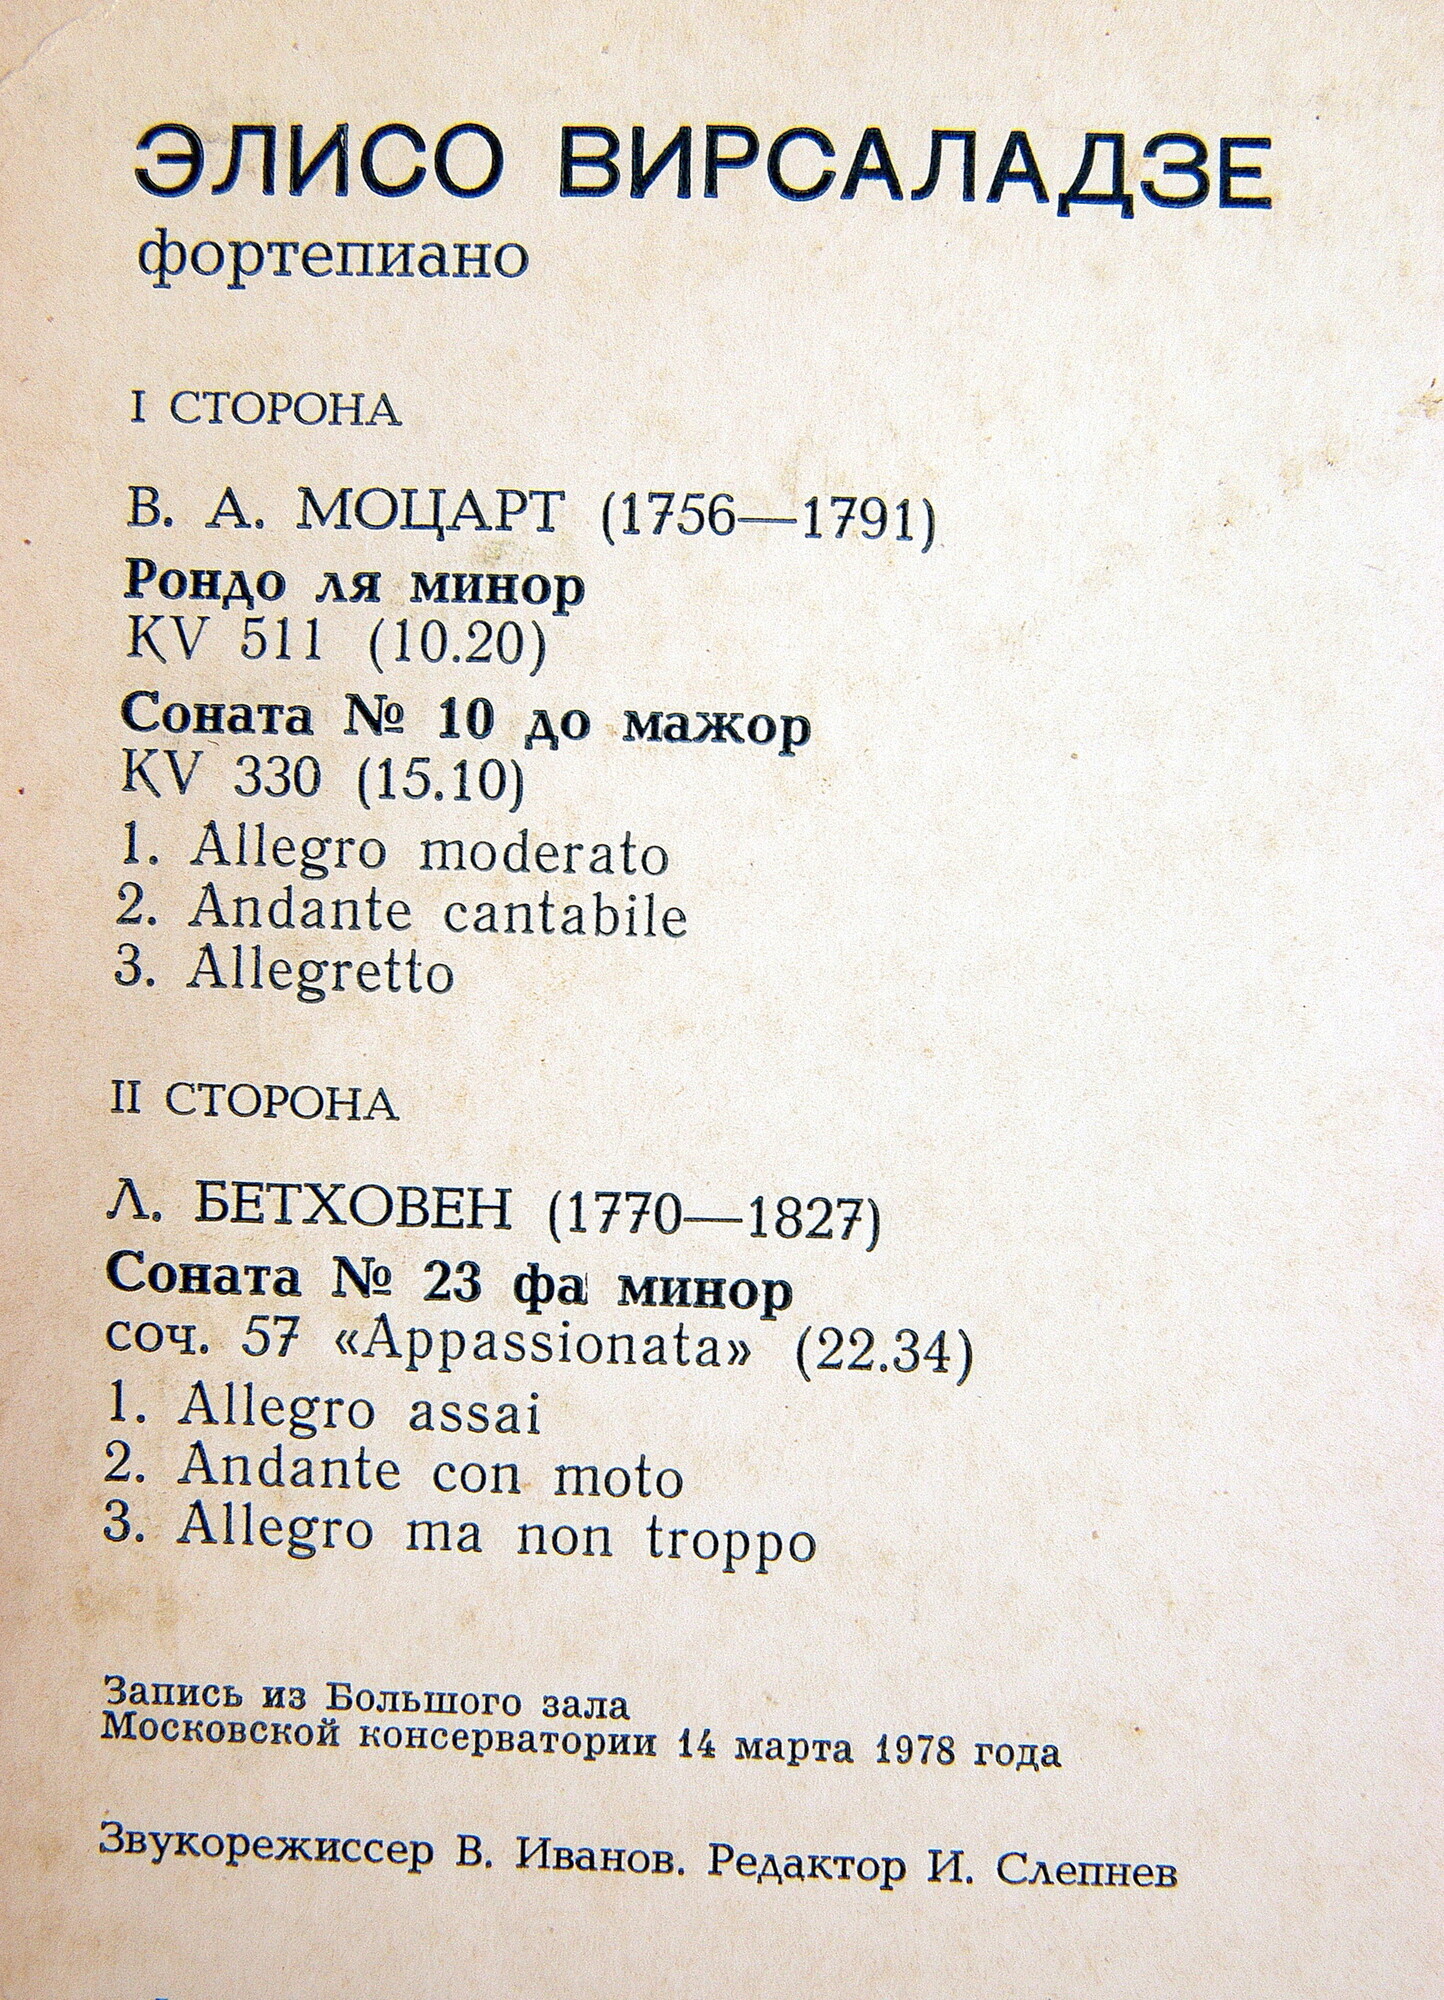 ЭЛИСО ВИРСАЛАДЗЕ
фортепиано
I СТОРОНА
В. А. МОЦАРТ (1756—1791)
Рондо ля минор
KV 511 (10.20)
Соната № 10 до мажор
KV 330 (15.10)
1. Allegro moderato
2. Andante cantabile
3. Allegretto
II СТОРОНА
Л. БЕТХОВЕН (1770—1827)
Соната № 23 фа минор
соч. 57 «Appassionata» (22.34)
1. Allegro assai
2. Andante con moto
3. Allegro ma non troppo
Запись из Большого зала
Московской консерватории 14 марта 1978 года
Звукорежиссер В. Иванов. Редактор И. Слепнев